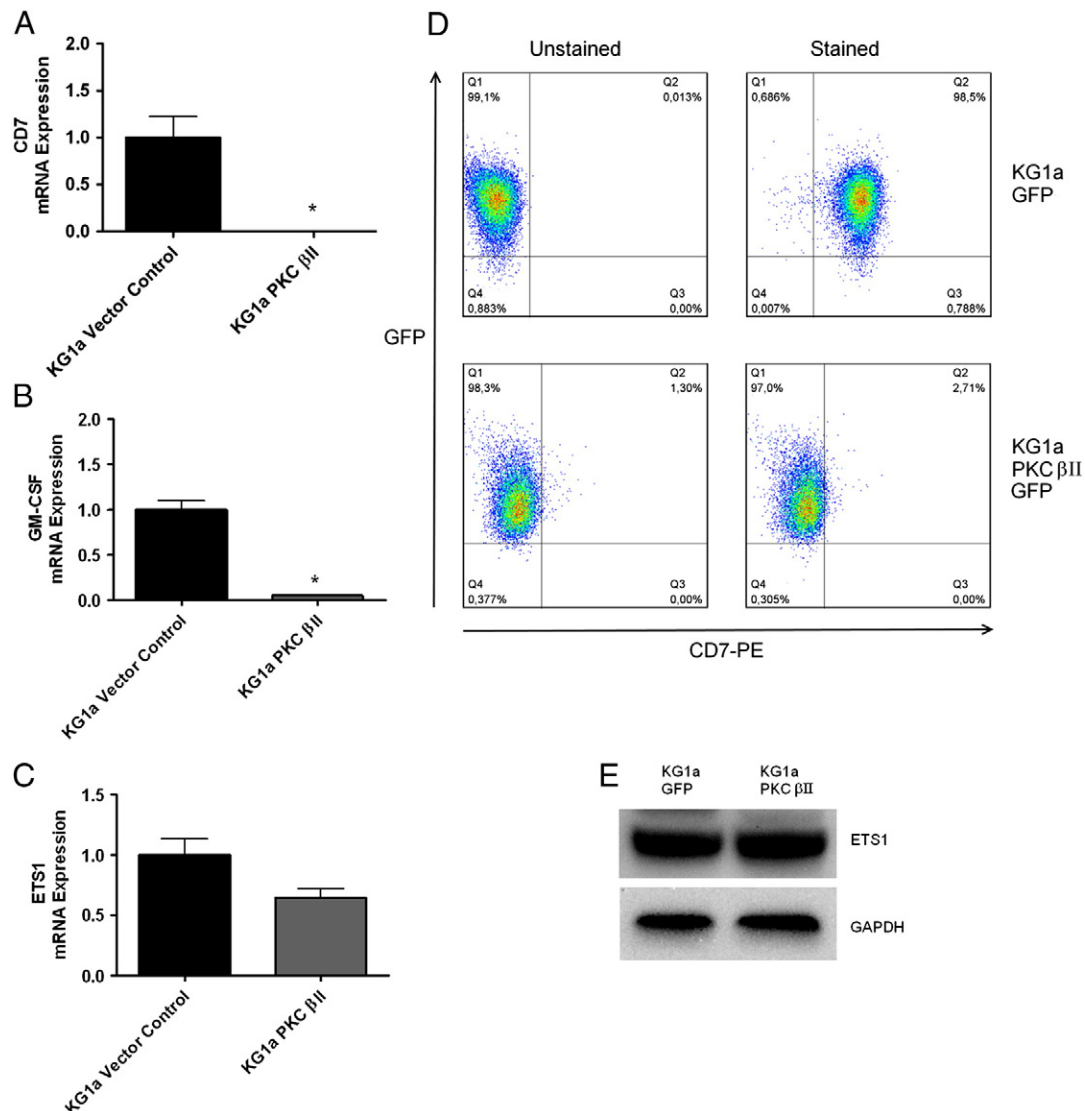 A
CD7
mRNA Expression
2.0
1.5
1.0
0.5
0.0
*
KG1a Vector Control
KG1a PKC βII
B
GM-CSF
mRNA Expression
2.0
1.5
1.0
0.5
0.0
*
KG1a Vector Control
KG1a PKC βII
C
ETS1
mRNA Expression
1.5
1.0
0.5
0.0
KG1a Vector Control
KG1a PKC βII
D
Unstained
Stained
Q1
99,1%
Q2
0,013%
Q4
0,883%
Q3
0,00%
Q1
0,686%
Q2
98,5%
Q4
0,007%
Q3
0,788%
KG1a
GFP
GFP
Q1
98,3%
Q2
1,30%
Q4
0,377%
Q3
0,00%
Q1
97,0%
Q2
2,71%
Q4
0,305%
Q3
0,00%
KG1a
PKC βII
GFP
CD7-PE
E
KG1a
GFP
KG1a
PKC βII
ETS1
GAPDH